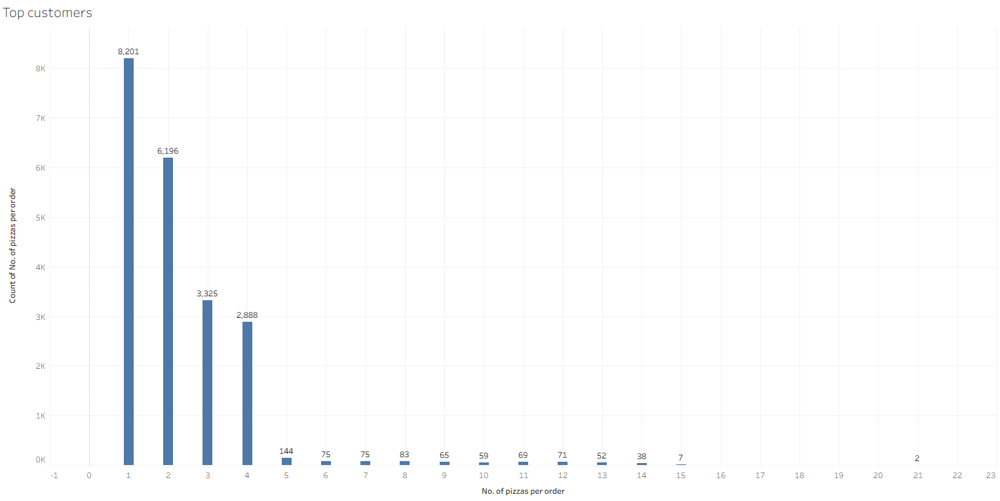 Top customers
8,201
8K
7K
6,196
6K
5K
4K
3,325
3K
2,888
2K
1K
144 75 75 83 65 59 69 71 52 38 7 2
0K
-1 0 1 2 3 4 5 6 7 8 9 10 11 12 13 14 15 16 17 18 19 20 21 22 23
No. of pizzas per order
Count of No. of pizzas per order